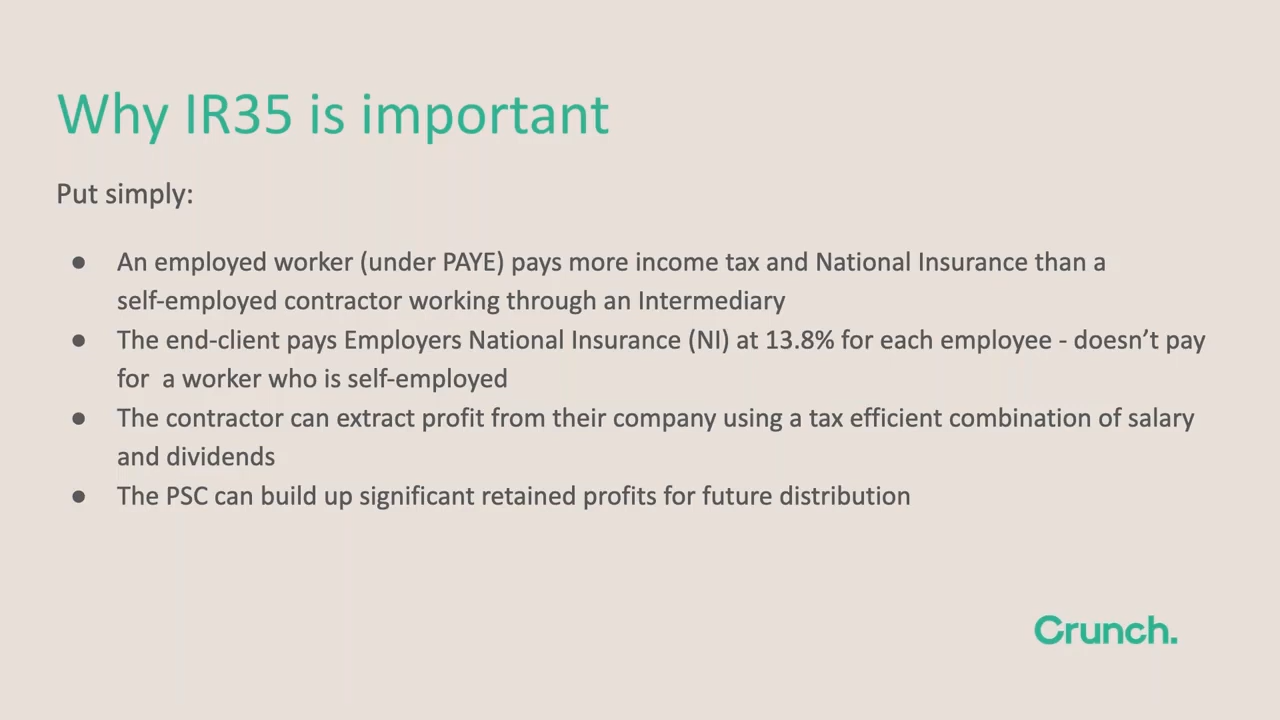 Why IR35 is important
Put simply:
● An employed worker (under PAYE) pays more income tax and National Insurance than a
self-employed contractor working through an Intermediary
● The end-client pays Employers National Insurance (NI) at 13.8% for each employee - doesn’t pay
for  a worker who is self-employed
● The contractor can extract profit from their company using a tax efficient combination of salary
and dividends
● The PSC can build up significant retained profits for future distribution
Crunch.